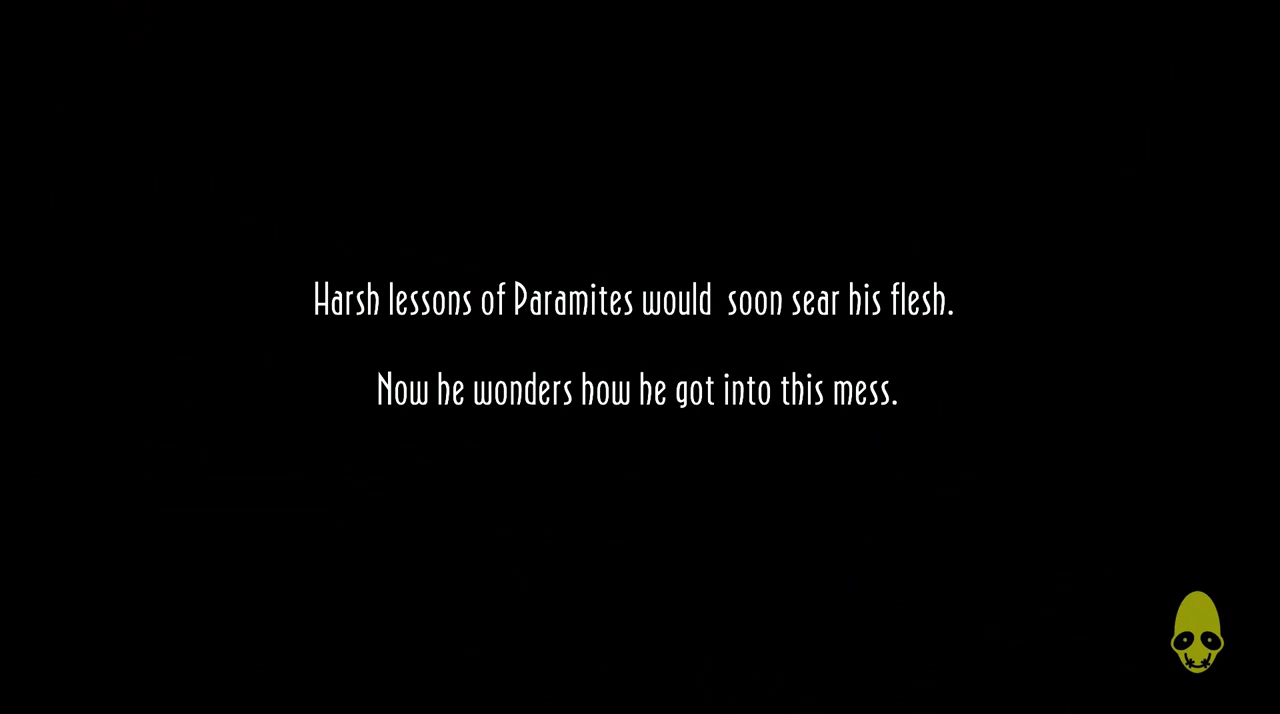 Harsh lessons of Paramites would  soon sear his flesh.
Now he wonders how he got into this mess.